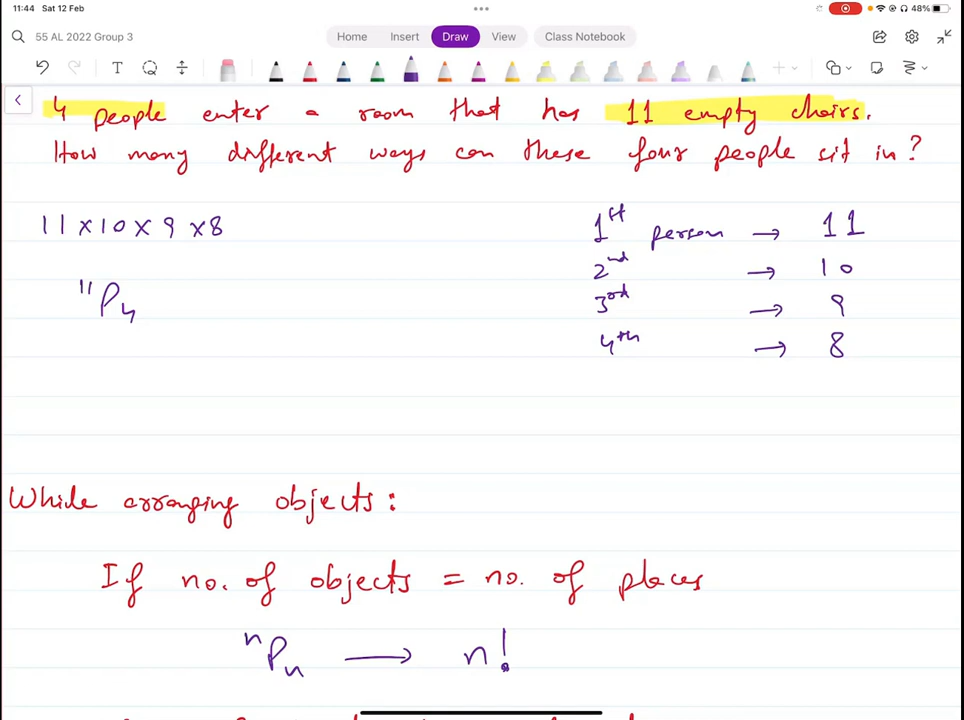 11:44 Sat 12 Feb
48%
55 AL 2022 Group 3
Home Insert Draw View Class Notebook
4 people enter a room that has 11 empty chairs.
How many different ways can these four people sit in?
11 x 10 x 9 x 8
¹¹P₄
1st person → 11
2nd → 10
3rd → 9
4th → 8
While arranging objects:
If no. of objects = no. of places
ⁿPₙ → n!